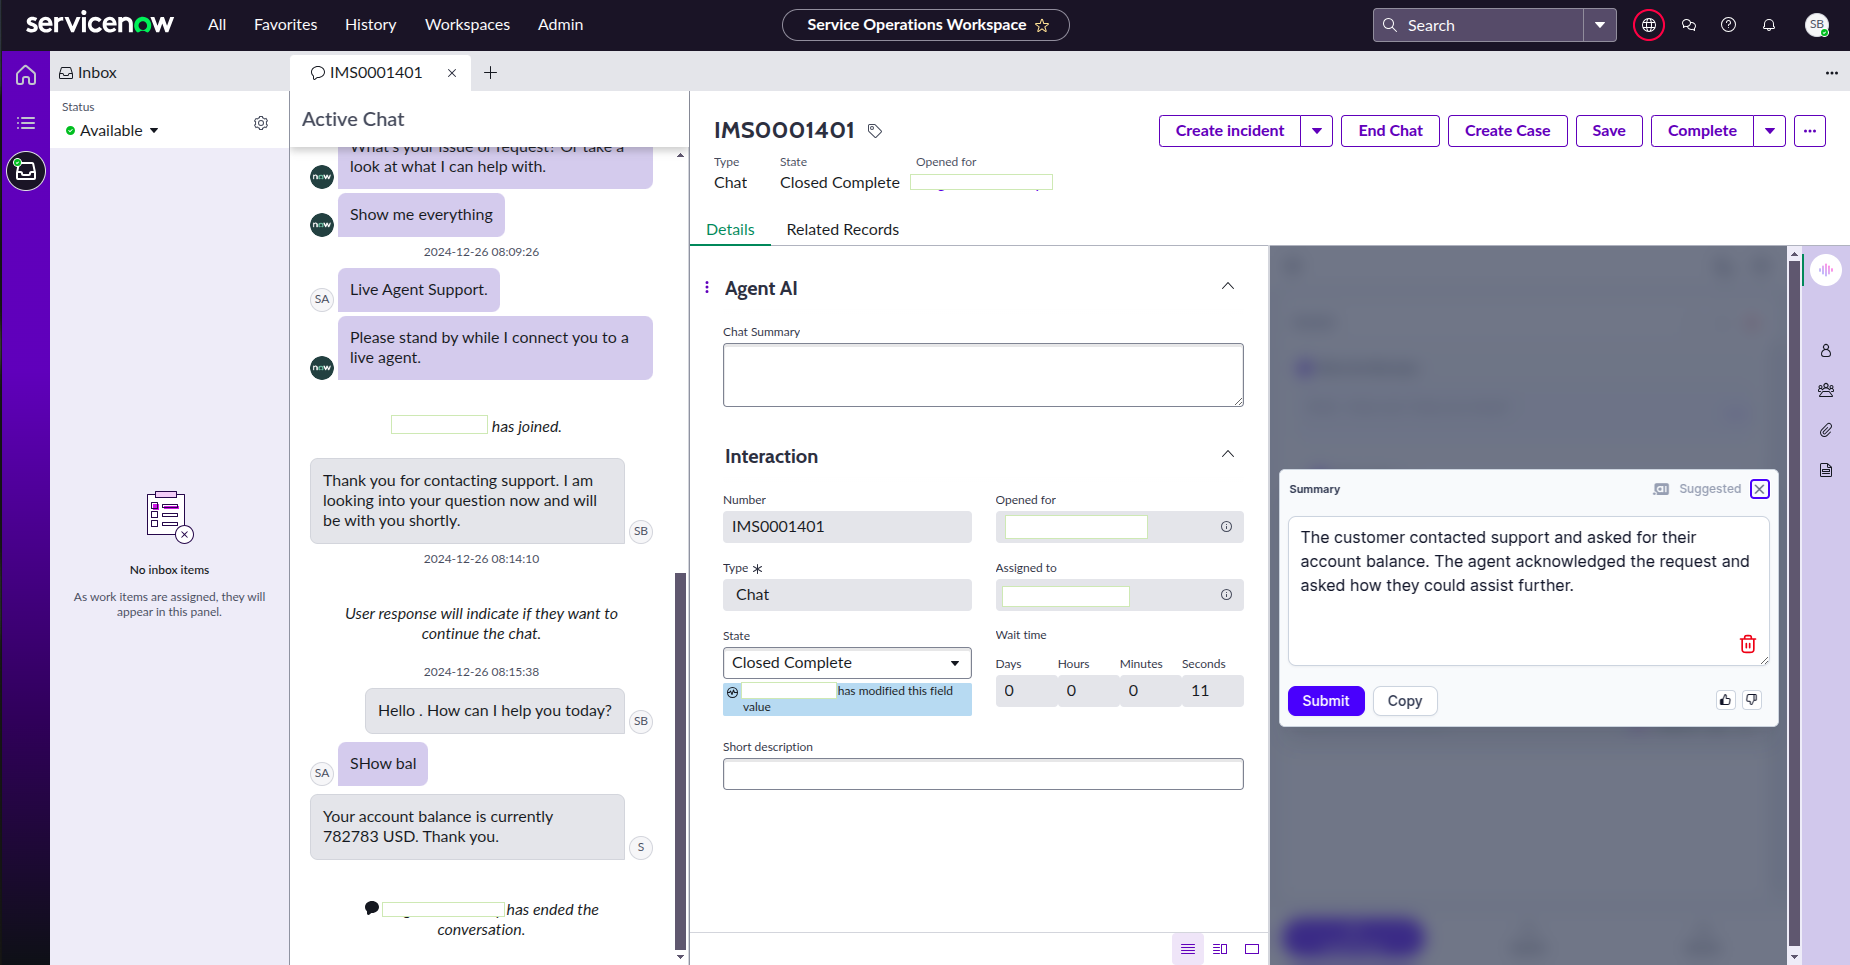 servicenow
All
Favorites
History
Workspaces
Admin
Service Operations Workspace
Search
SB
Inbox
IMS0001401
Status
Available
No inbox items
As work items are assigned, they will
appear in this panel.
Active Chat
What's your issue or request? Or take a
look at what I can help with.
now
Show me everything
now
2024-12-26 08:09:26
Live Agent Support.
SA
Please stand by while I connect you to a
live agent.
now
has joined.
Thank you for contacting support. I am
looking into your question now and will
be with you shortly.
SB
2024-12-26 08:14:10
User response will indicate if they want to
continue the chat.
2024-12-26 08:15:38
Hello . How can I help you today?
SB
SHow bal
SA
Your account balance is currently
782783 USD. Thank you.
S
has ended the
conversation.
IMS0001401
Create incident
End Chat
Create Case
Save
Complete
Type
State
Opened for
Chat
Closed Complete
Details
Related Records
Agent AI
Chat Summary
Interaction
Number
Opened for
IMS0001401
Type
Assigned to
Chat
State
Wait time
Closed Complete
Days
Hours
Minutes
Seconds
0
0
0
11
has modified this field
value
Short description
Summary
.ai
Suggested
The customer contacted support and asked for their
account balance. The agent acknowledged the request and
asked how they could assist further.
Submit
Copy